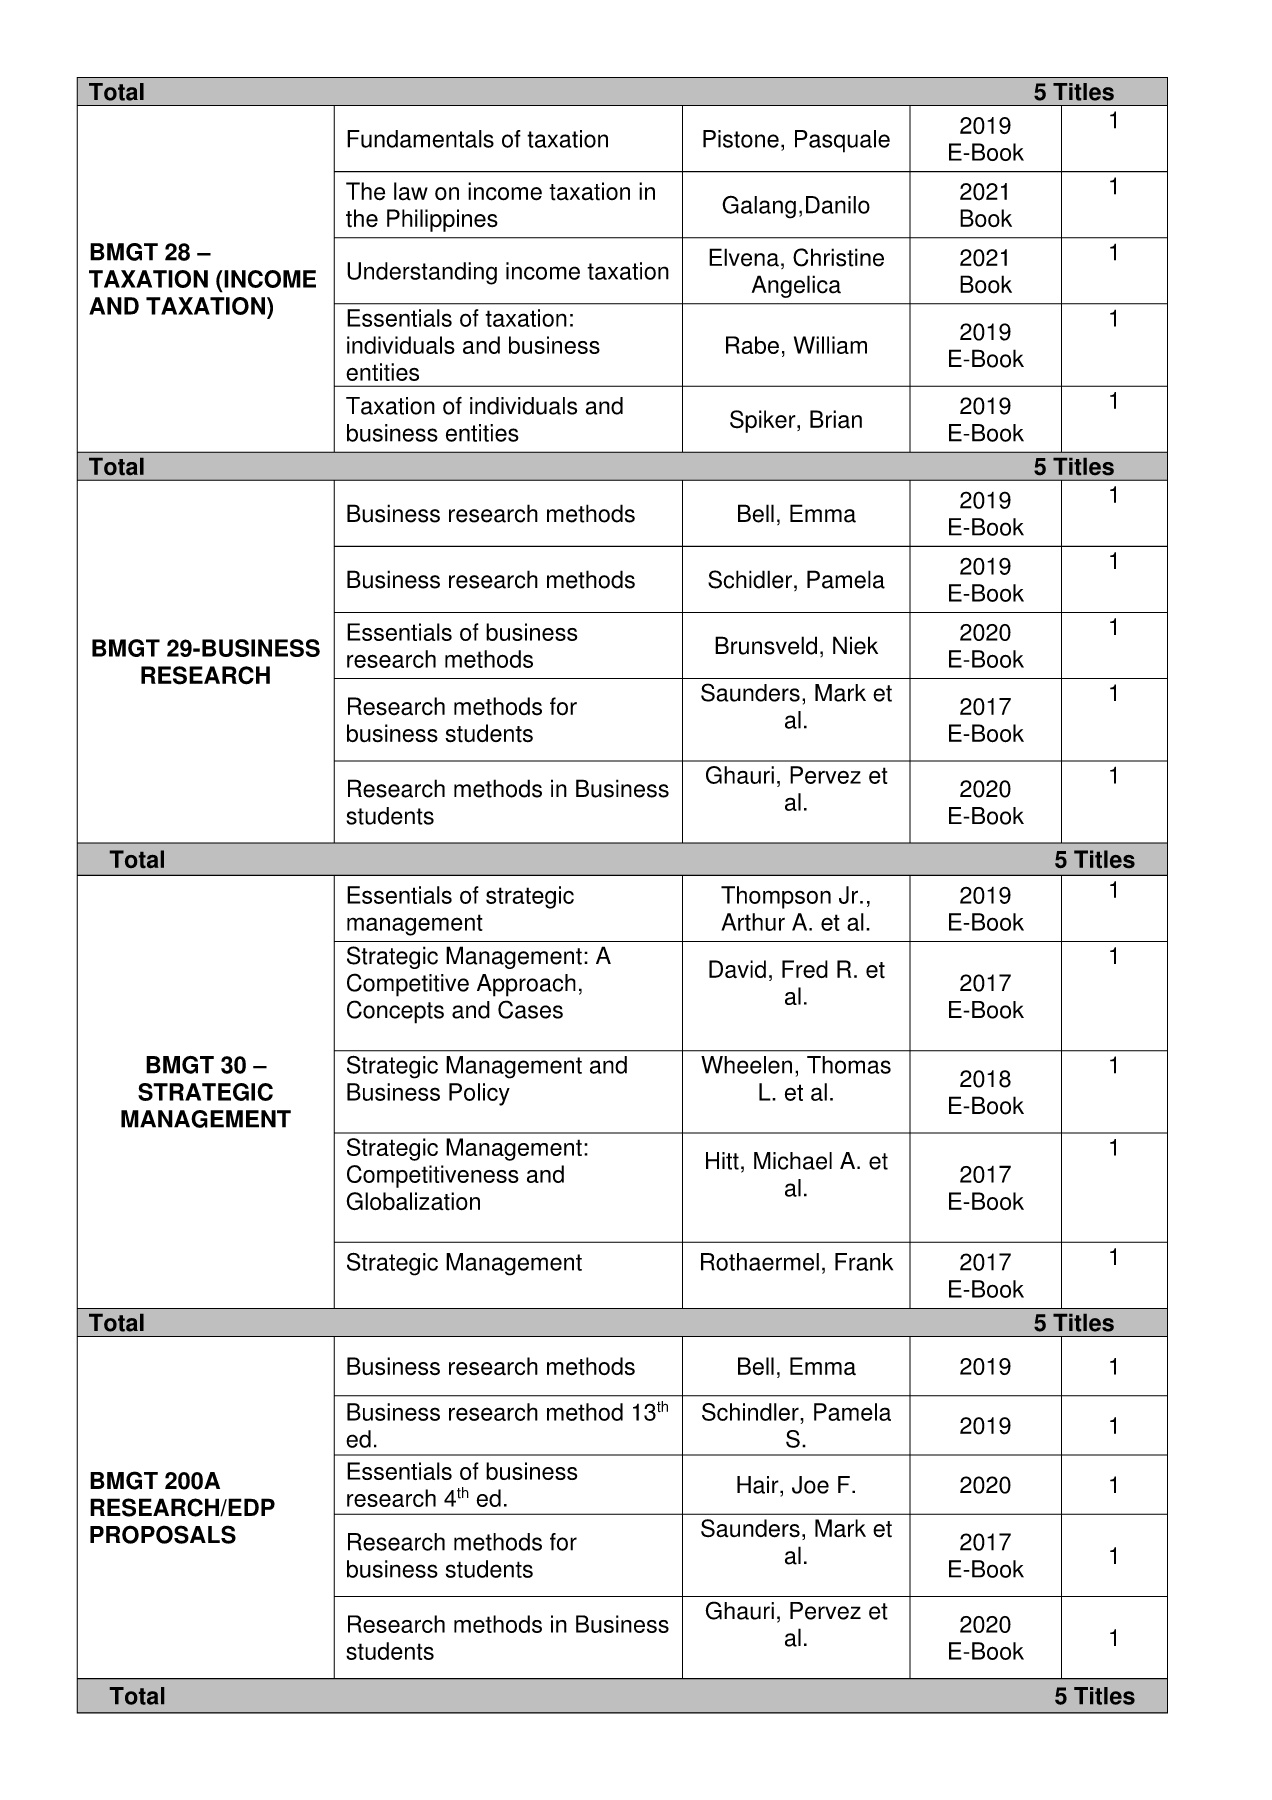 Total 5 Titles
BMGT 28 –
TAXATION (INCOME
AND TAXATION)
Fundamentals of taxation
Pistone, Pasquale
2019
E-Book
1
The law on income taxation in
the Philippines
Galang,Danilo
2021
Book
1
Understanding income taxation
Elvena, Christine
Angelica
2021
Book
1
Essentials of taxation:
individuals and business
entities
Rabe, William
2019
E-Book
1
Taxation of individuals and
business entities
Spiker, Brian
2019
E-Book
1
Total 5 Titles
BMGT 29-BUSINESS
RESEARCH
Business research methods
Bell, Emma
2019
E-Book
1
Business research methods
Schidler, Pamela
2019
E-Book
1
Essentials of business
research methods
Brunsveld, Niek
2020
E-Book
1
Research methods for
business students
Saunders, Mark et
al.
2017
E-Book
1
Research methods in Business
students
Ghauri, Pervez et
al.
2020
E-Book
1
Total 5 Titles
BMGT 30 –
STRATEGIC
MANAGEMENT
Essentials of strategic
management
Thompson Jr.,
Arthur A. et al.
2019
E-Book
1
Strategic Management: A
Competitive Approach,
Concepts and Cases
David, Fred R. et
al.
2017
E-Book
1
Strategic Management and
Business Policy
Wheelen, Thomas
L. et al.
2018
E-Book
1
Strategic Management:
Competitiveness and
Globalization
Hitt, Michael A. et
al.
2017
E-Book
1
Strategic Management
Rothaermel, Frank
2017
E-Book
1
Total 5 Titles
BMGT 200A
RESEARCH/EDP
PROPOSALS
Business research methods
Bell, Emma
2019
1
Business research method 13th
ed.
Schindler, Pamela
S.
2019
1
Essentials of business
research 4th ed.
Hair, Joe F.
2020
1
Research methods for
business students
Saunders, Mark et
al.
2017
E-Book
1
Research methods in Business
students
Ghauri, Pervez et
al.
2020
E-Book
1
Total 5 Titles